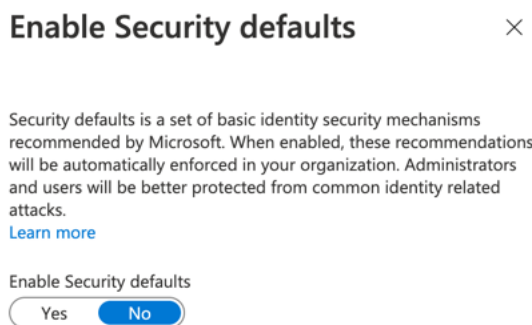 Enable Security defaults
Security defaults is a set of basic identity security mechanisms
recommended by Microsoft. When enabled, these recommendations
will be automatically enforced in your organization. Administrators
and users will be better protected from common identity related
attacks.
Learn more
Enable Security defaults
Yes No